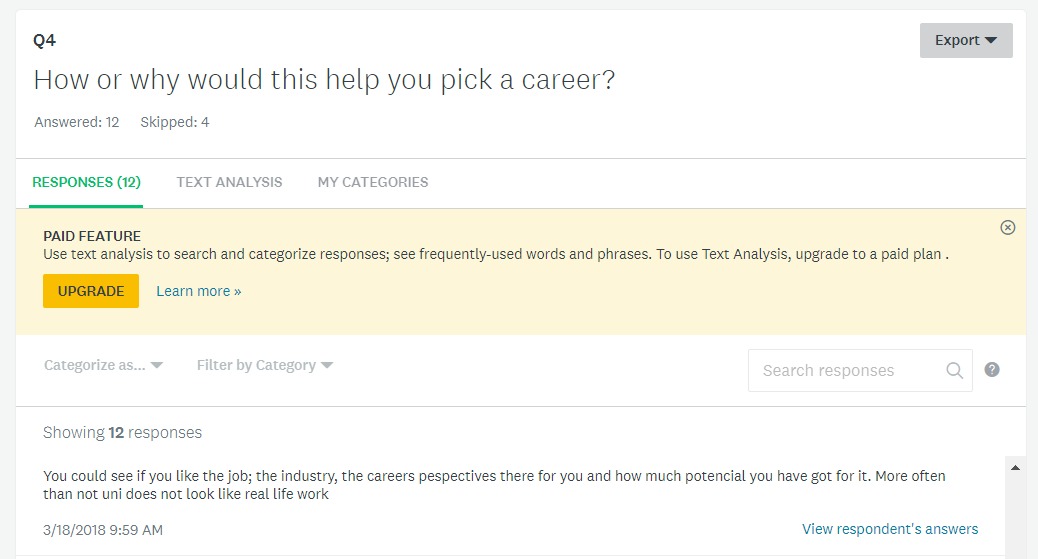 Q4
Export
How or why would this help you pick a career?
Answered: 12 Skipped: 4
RESPONSES (12) TEXT ANALYSIS MY CATEGORIES
PAID FEATURE
Use text analysis to search and categorize responses; see frequently-used words and phrases. To use Text Analysis, upgrade to a paid plan .
UPGRADE Learn more »
Categorize as... Filter by Category Search responses ?
Showing 12 responses
You could see if you like the job; the industry, the careers pespectives there for you and how much potencial you have got for it. More often
than not uni does not look like real life work
3/18/2018 9:59 AM View respondent's answers